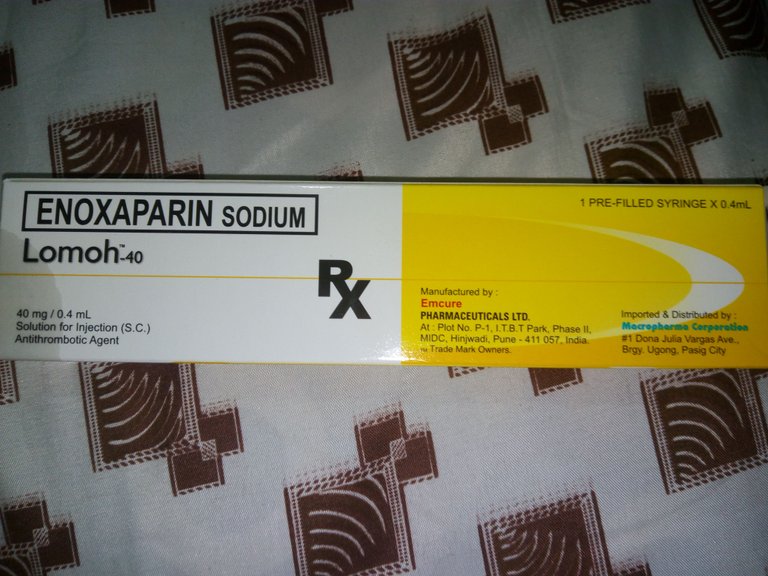 ENOXAPARIN SODIUM
Lomoh™-40
Rx
40 mg / 0.4 mL
Solution for Injection (S.C.)
Antithrombotic Agent
1 PRE-FILLED SYRINGE X 0.4mL
Manufactured by :
Emcure
PHARMACEUTICALS LTD.
At : Plot No. P-1, I.T.B.T Park, Phase II,
MIDC, Hinjwadi, Pune - 411 057, India.
™ Trade Mark Owners.
Imported & Distributed by :
Macropharma Corporation
#1 Dona Julia Vargas Ave.,
Brgy. Ugong, Pasig City